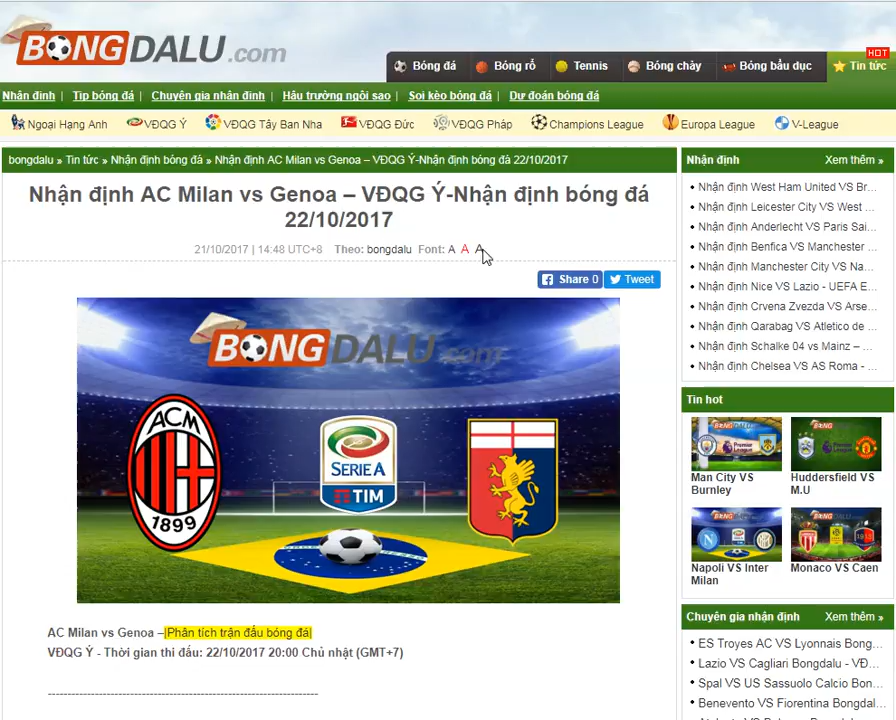 BONGDALU.com
HOT
Bóng đá
Bóng rổ
Tennis
Bóng chày
Bóng bầu dục
Tin tức
Nhận định | Tip bóng đá | Chuyên gia nhận định | Hậu trường ngôi sao | Soi kèo bóng đá | Dự đoán bóng đá
Ngoại Hạng Anh VĐQG Ý VĐQG Tây Ban Nha VĐQG Đức VĐQG Pháp Champions League Europa League V-League
bongdalu » Tin tức » Nhận định bóng đá » Nhận định AC Milan vs Genoa – VĐQG Ý-Nhận định bóng đá 22/10/2017
Nhận định AC Milan vs Genoa – VĐQG Ý-Nhận định bóng đá
22/10/2017
21/10/2017 | 14:48 UTC+8 Theo: bongdalu Font: A A A
Share 0 Tweet
BONGDALU.com
ACM
1899
SERIE A
TIM
AC Milan vs Genoa –|Phân tích trận đấu bóng đá|
VĐQG Ý - Thời gian thi đấu: 22/10/2017 20:00 Chủ nhật (GMT+7)
--------------------------------------------------------------------
Nhận định Xem thêm »
Nhận định West Ham United VS Br...
Nhận định Leicester City VS West ...
Nhận định Anderlecht VS Paris Sai...
Nhận định Benfica VS Manchester ...
Nhận định Manchester City VS Na...
Nhận định Nice VS Lazio - UEFA E...
Nhận định Crvena Zvezda VS Arse...
Nhận định Qarabag VS Atletico de ...
Nhận định Schalke 04 vs Mainz – ...
Nhận định Chelsea VS AS Roma - ...
Tin hot
Man City VS
Burnley
Huddersfield VS
M.U
Napoli VS Inter
Milan
Monaco VS Caen
Chuyên gia nhận định Xem thêm »
ES Troyes AC VS Lyonnais Bong...
Lazio VS Cagliari Bongdalu - VĐ...
Spal VS US Sassuolo Calcio Bon...
Benevento VS Fiorentina Bongdal...